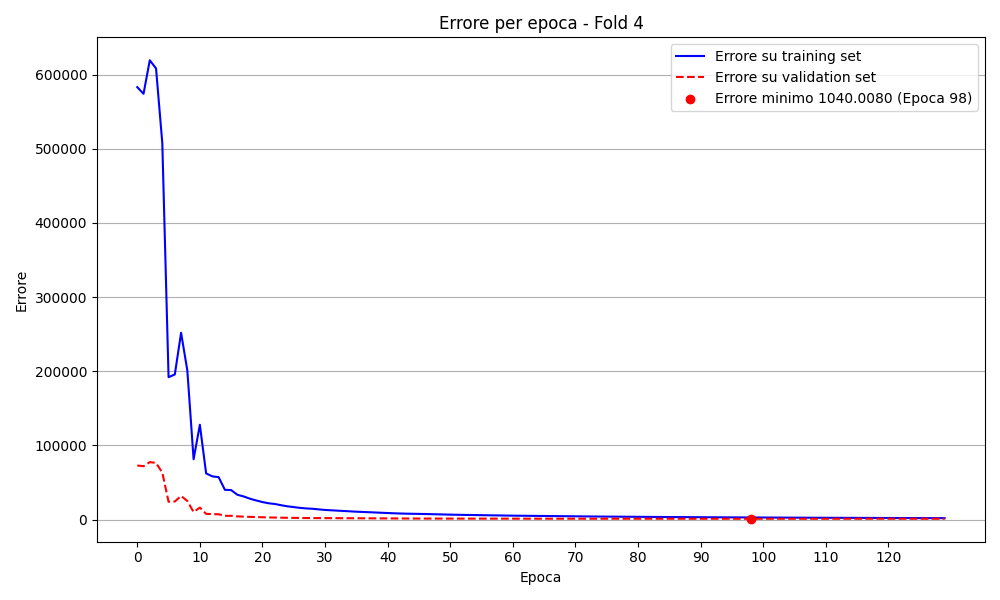 Errore per epoca - Fold 4
Errore su training set
Errore su validation set
Errore minimo 1040.0080 (Epoca 98)
Errore
600000
500000
400000
300000
200000
100000
0
0 10 20 30 40 50 60 70 80 90 100 110 120
Epoca